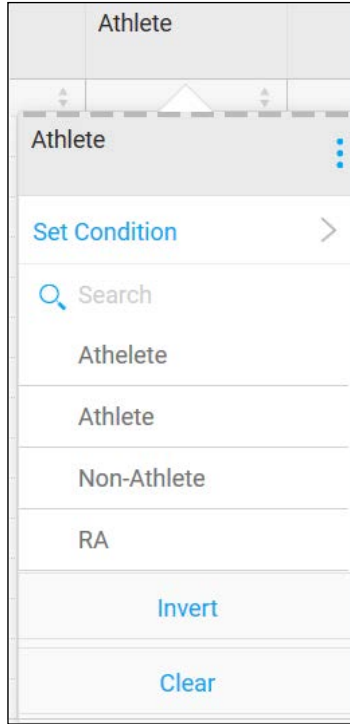 Athlete
Athlete
Set Condition
Search
Athelete
Athlete
Non-Athlete
RA
Invert
Clear